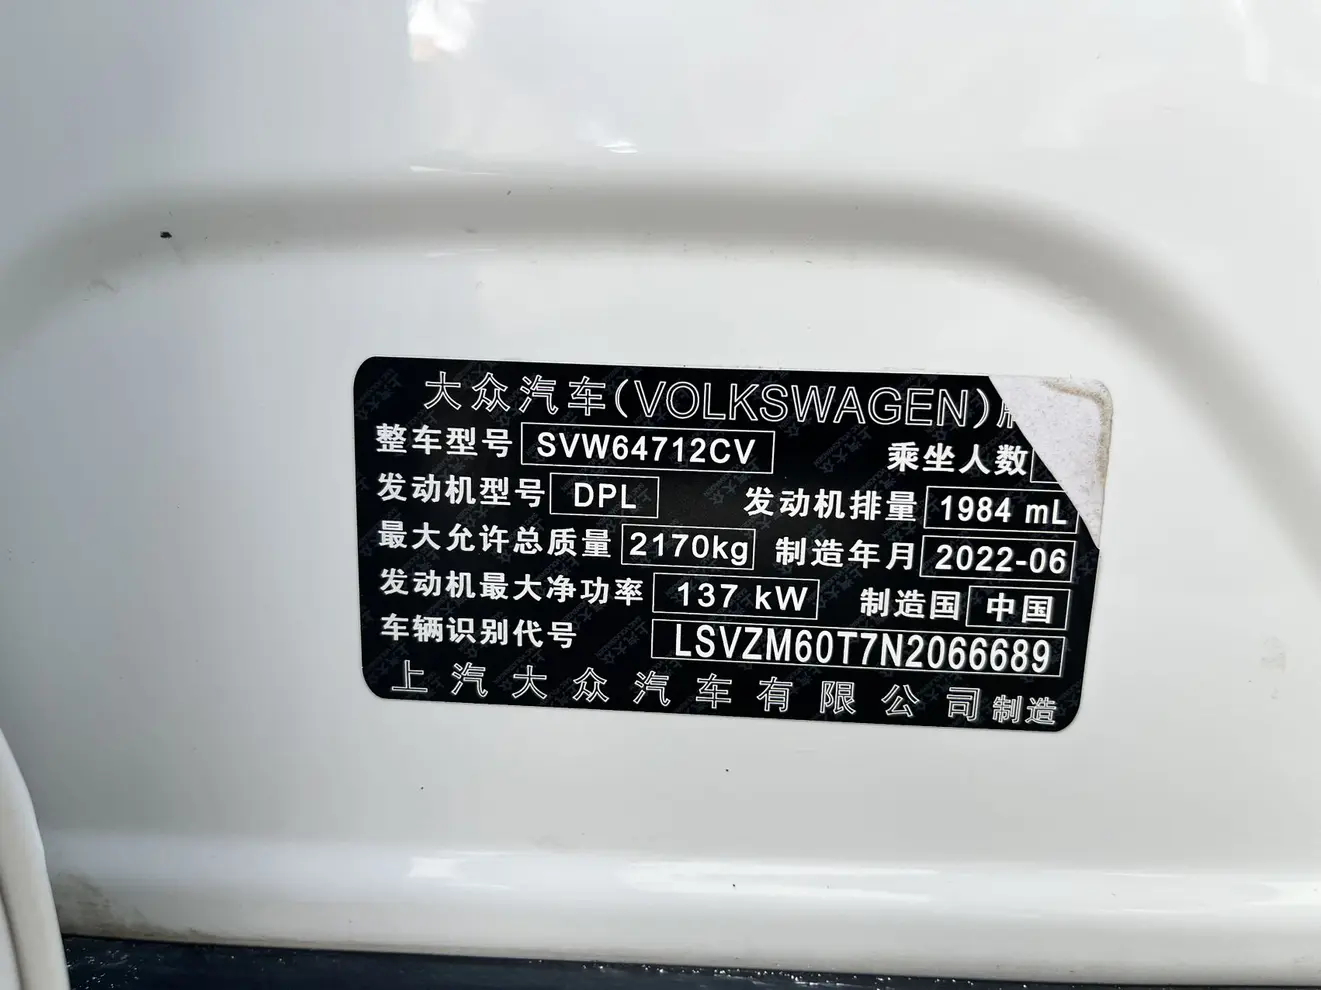 大众汽车(VOLKSWAGEN)
整车型号 SVW64712CV 乘坐人数
发动机型号 DPL 发动机排量 1984 mL
最大允许总质量 2170kg 制造年月 2022-06
发动机最大净功率 137 kW 制造国 中国
车辆识别代号 LSVZM60T7N2066689
上汽大众汽车有限公司制造